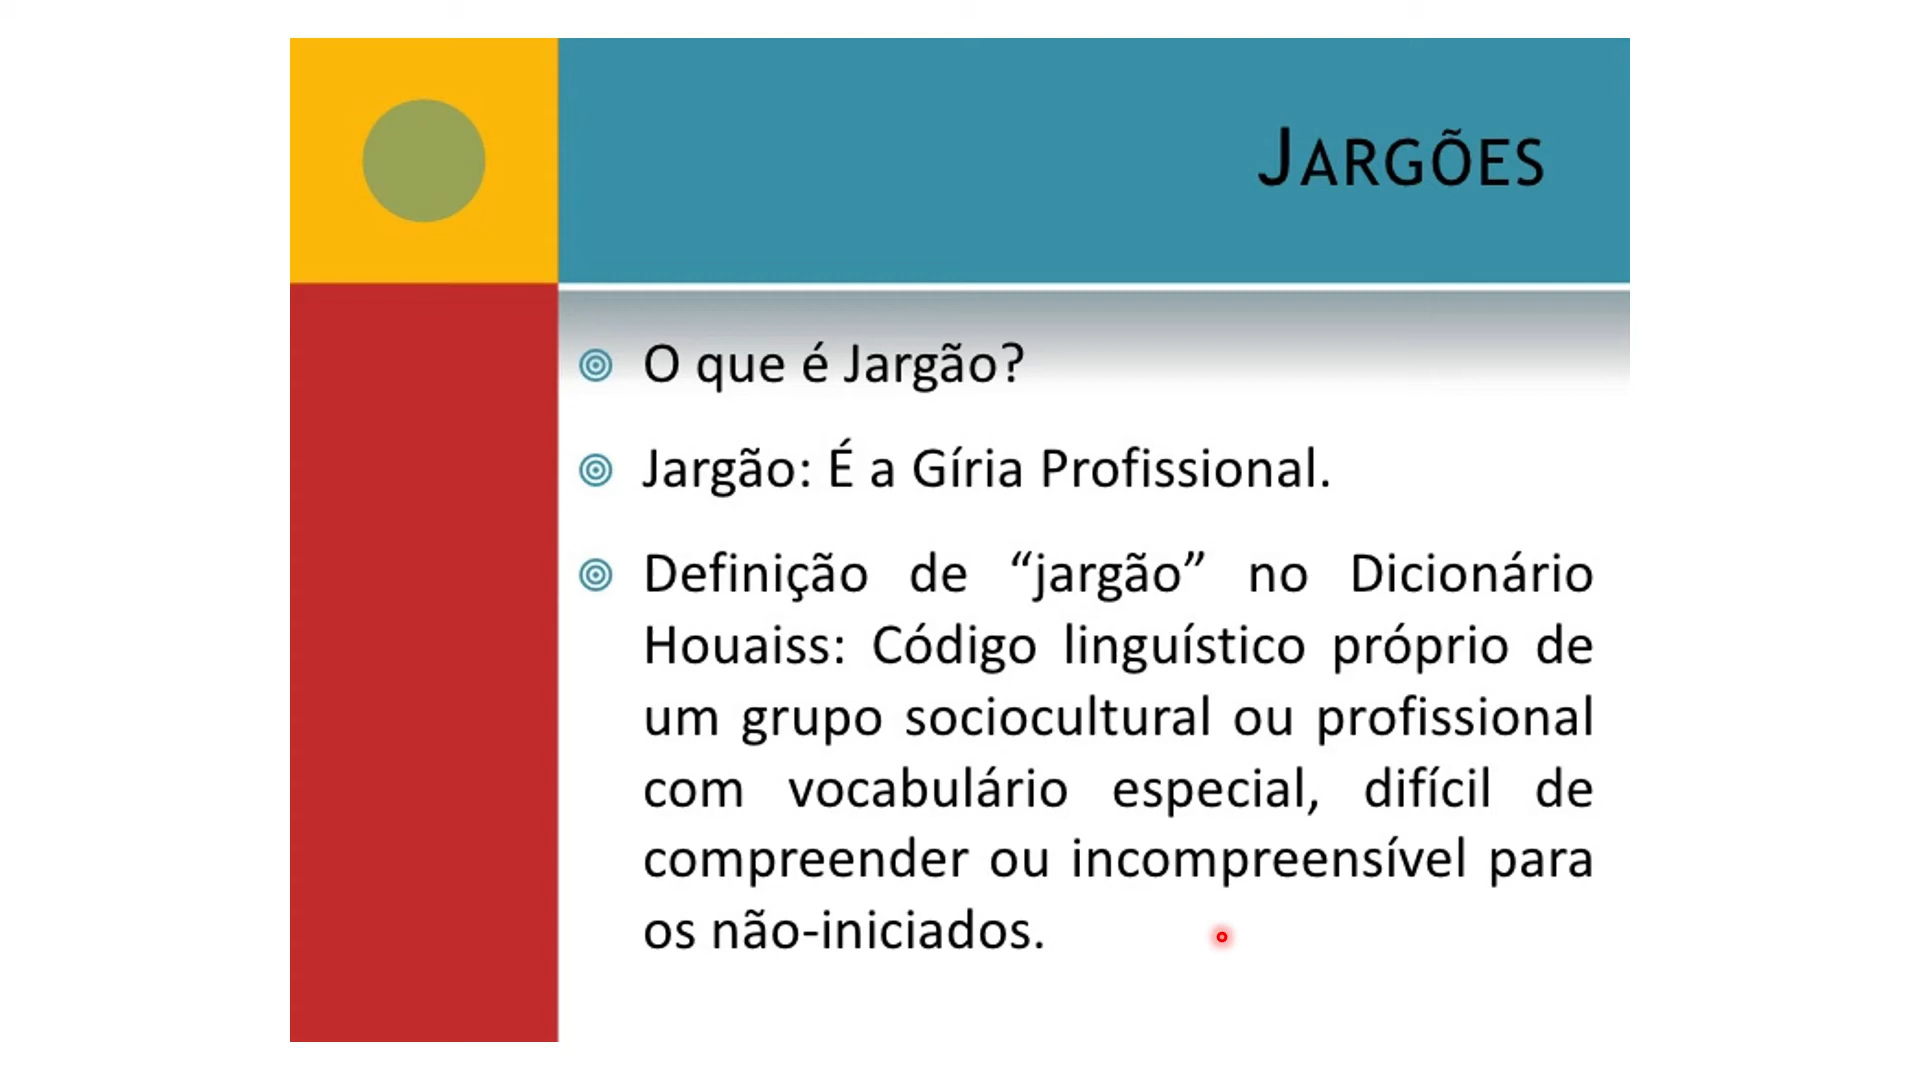 JARGÕES
O que é Jargão?
Jargão: É a Gíria Profissional.
Definição de “jargão” no Dicionário
Houaiss: Código linguístico próprio de
um grupo sociocultural ou profissional
com vocabulário especial, difícil de
compreender ou incompreensível para
os não-iniciados.